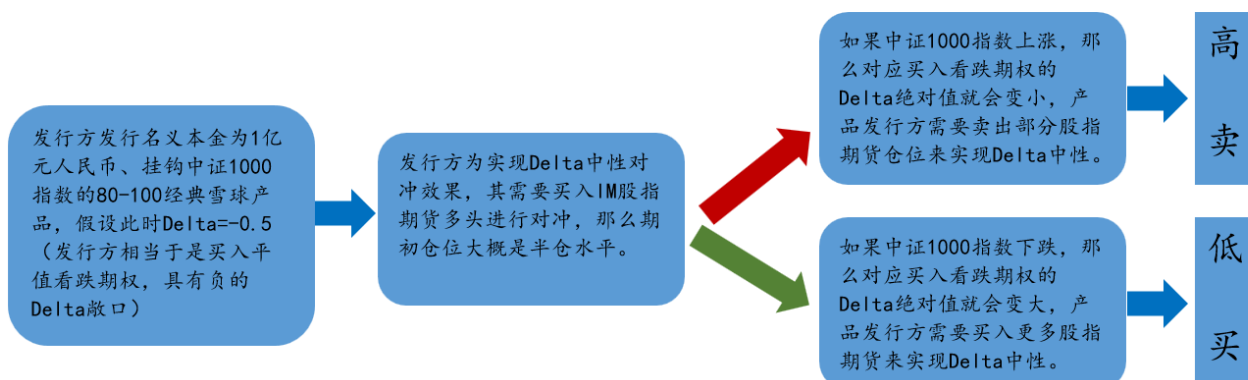 发行方发行名义本金为1亿
元人民币、挂钩中证1000
指数的80-100经典雪球产
品，假设此时Delta=-0.5
（发行方相当于是买入平
值看跌期权，具有负的
Delta敞口）
发行方为实现Delta中性对
冲效果，其需要买入IM股指
期货多头进行对冲，那么期
初仓位大概是半仓水平。
如果中证1000指数上涨，那
么对应买入看跌期权的
Delta绝对值就会变小，产
品发行方需要卖出部分股指
期货仓位来实现Delta中性。
高
卖
如果中证1000指数下跌，那
么对应买入看跌期权的
Delta绝对值就会变大，产
品发行方需要买入更多股指
期货来实现Delta中性。
低
买